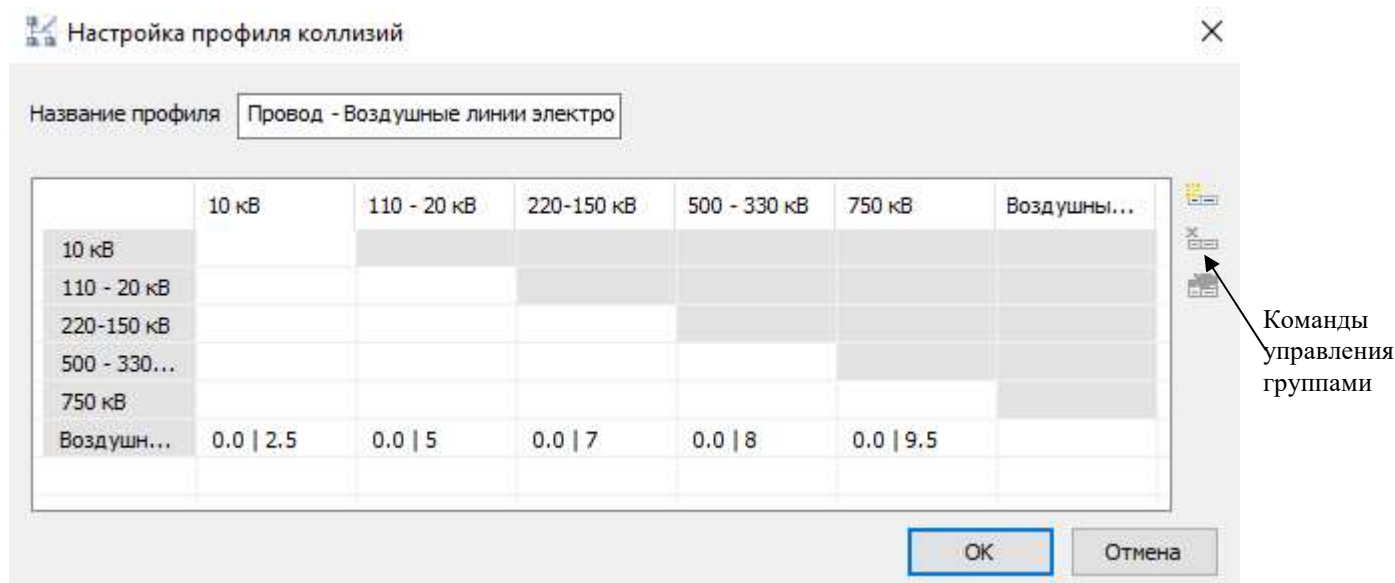 Настройка профиля коллизий
Название профиля Провод - Воздушные линии электро
10 кВ 110 - 20 кВ 220-150 кВ 500 - 330 кВ 750 кВ Воздушны...
10 кВ
110 - 20 кВ
220-150 кВ
500 - 330...
750 кВ
Воздушн... 0.0 | 2.5 0.0 | 5 0.0 | 7 0.0 | 8 0.0 | 9.5
OK Отмена
Команды
управления
группами